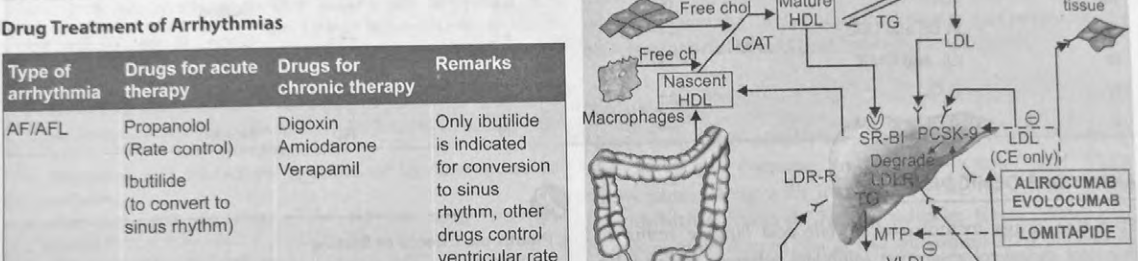 Drug Treatment of Arrhythmias
Type of arrhythmia
Drugs for acute therapy
Drugs for chronic therapy
Remarks
AF/AFL
Propanolol
(Rate control)
Ibutilide
(to convert to
sinus rhythm)
Digoxin
Amiodarone
Verapamil
Only ibutilide
is indicated
for conversion
to sinus
rhythm, other
drugs control
ventricular rate
Free chol
Mature
HDL
TG
tissue
LCAT
LDL
Free ch
Nascent
HDL
Macrophages
SR-BI
PCSK-9
LDL
(CE only)
Degrade
LDLR
LDR-R
TG
ALIROCUMAB
EVOLOCUMAB
MTP
LOMITAPIDE
VLDL